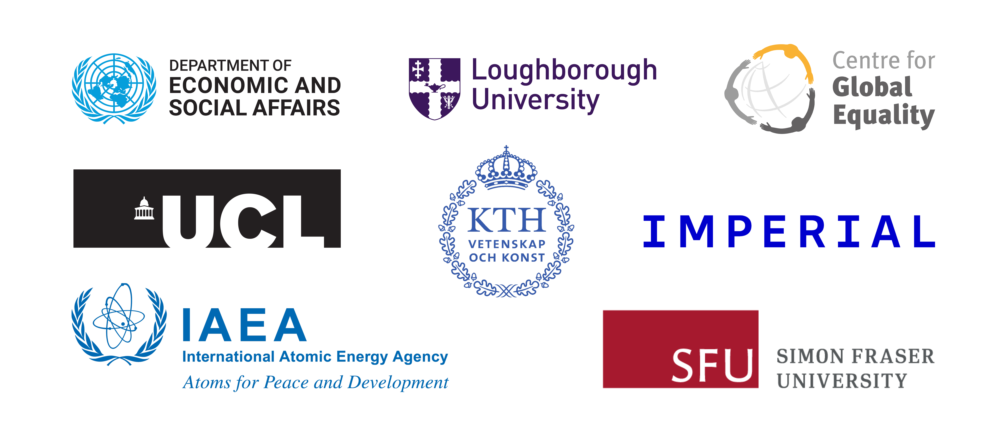 DEPARTMENT OF
ECONOMIC AND
SOCIAL AFFAIRS
Loughborough
University
Centre for
Global
Equality
UCL
KTH
VETENSKAP
OCH KONST
IMPERIAL
IAEA
International Atomic Energy Agency
Atoms for Peace and Development
SFU
SIMON FRASER
UNIVERSITY